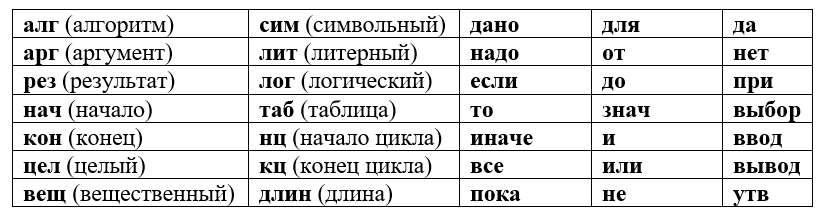 алг (алгоритм) сим (символьный) дано для да
арг (аргумент) лит (литерный) надо от нет
рез (результат) лог (логический) если до при
нач (начало) таб (таблица) то знач выбор
кон (конец) нц (начало цикла) иначе и ввод
цел (целый) кц (конец цикла) все или вывод
вещ (вещественный) длин (длина) пока не утв